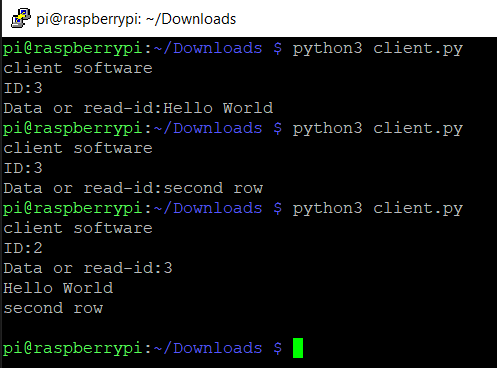 pi@raspberrypi: ~/Downloads
pi@raspberrypi:~/Downloads $ python3 client.py
client software
ID:3
Data or read-id:Hello World
pi@raspberrypi:~/Downloads $ python3 client.py
client software
ID:3
Data or read-id:second row
pi@raspberrypi:~/Downloads $ python3 client.py
client software
ID:2
Data or read-id:3
Hello World
second row
pi@raspberrypi:~/Downloads $